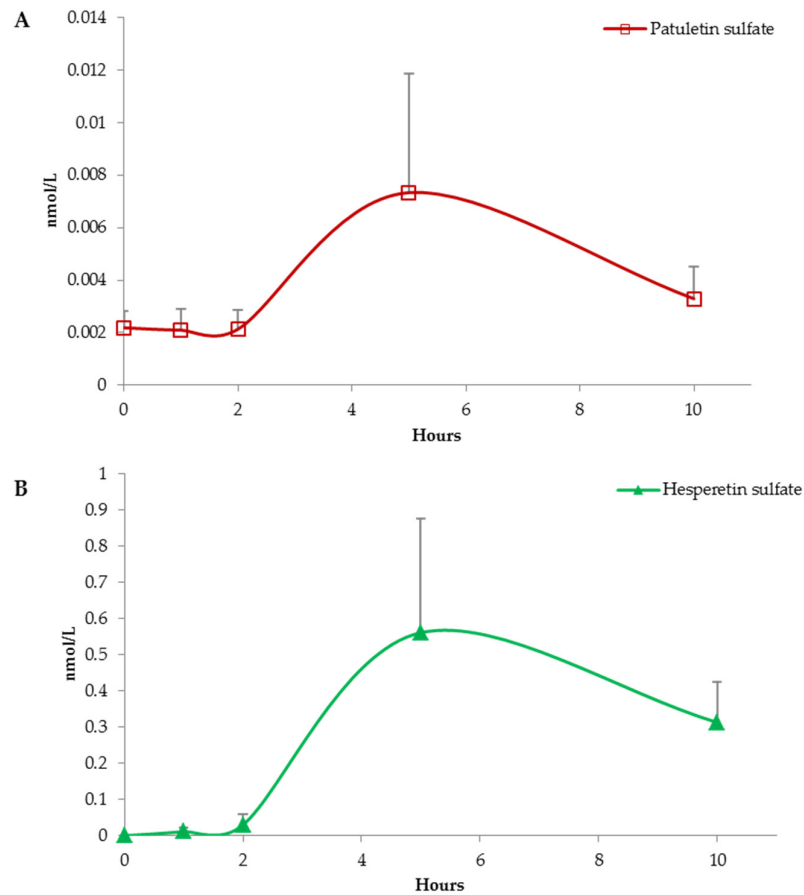 A
0.014
Patuletin sulfate
0.012
0.01
0.008
nmol/L
0.006
0.004
0.002
0
0 2 4 6 8 10
Hours
B
1
Hesperetin sulfate
0.9
0.8
0.7
0.6
nmol/L
0.5
0.4
0.3
0.2
0.1
0
0 2 4 6 8 10
Hours